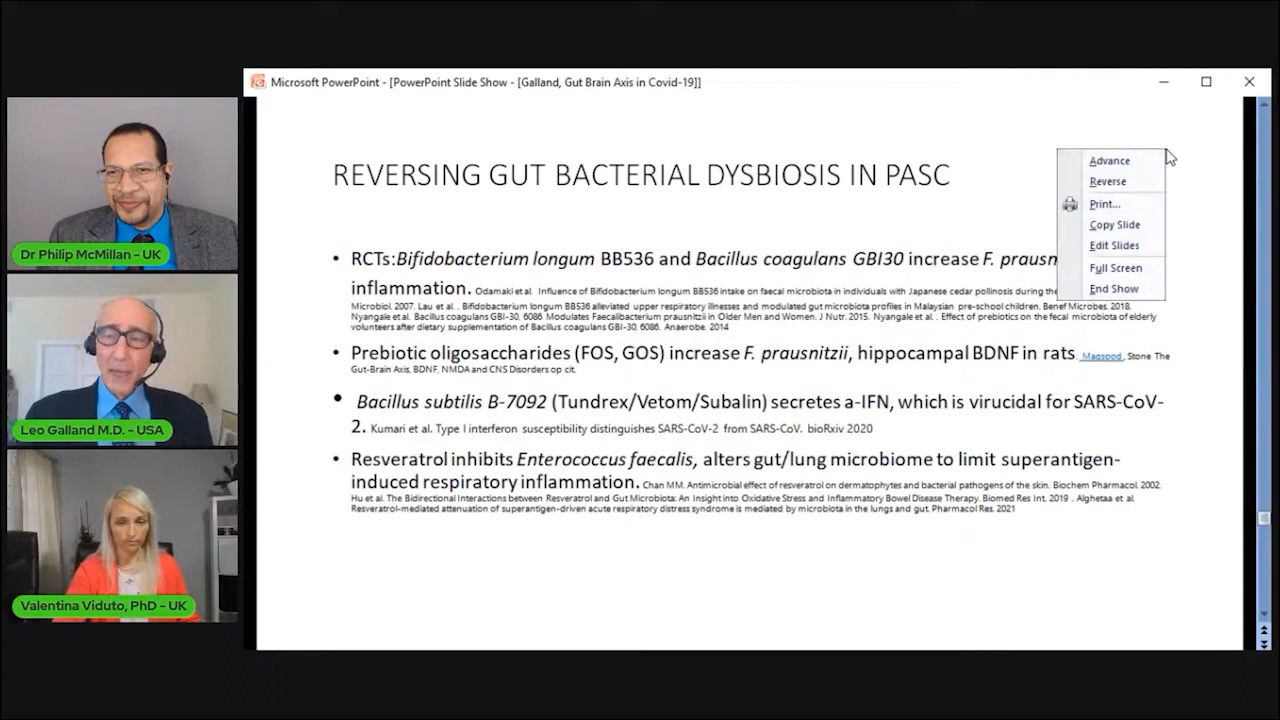 Microsoft PowerPoint - [PowerPoint Slide Show - [Galland, Gut Brain Axis in Covid-19]]
Dr Philip McMillan - UK
Leo Galland M.D. - USA
Valentina Viduto, PhD - UK
REVERSING GUT BACTERIAL DYSBIOSIS IN PASC
Advance
Reverse
Print...
Copy Slide
Edit Slides
Full Screen
End Show
• RCTs:Bifidobacterium longum BB536 and Bacillus coagulans GBI30 increase F. prausn
inflammation. Odamaki et al. Influence of Bifidobacterium longum BB536 intake on faecal microbiota in individuals with Japanese cedar pollinosis during the
Microbiol. 2007. Lau et al . Bifidobacterium longum BB536 alleviated upper respiratory illnesses and modulated gut microbiota profiles in Malaysian pre-school children. Benef Microbes. 2018.
Nyangale et al. Bacillus coagulans GBI-30, 6086 Modulates Faecalibacterium prausnitzii in Older Men and Women. J Nutr. 2015. Nyangale et al. . Effect of prebiotics on the fecal microbiota of elderly
volunteers after dietary supplementation of Bacillus coagulans GBI-30, 6086. Anaerobe. 2014
• Prebiotic oligosaccharides (FOS, GOS) increase F. prausnitzii, hippocampal BDNF in rats. Maqsood, Stone The
Gut-Brain Axis, BDNF, NMDA and CNS Disorders op cit.
• Bacillus subtilis B-7092 (Tundrex/Vetom/Subalin) secretes a-IFN, which is virucidal for SARS-CoV-
2. Kumari et al. Type I interferon susceptibility distinguishes SARS-CoV-2 from SARS-CoV. bioRxiv 2020
• Resveratrol inhibits Enterococcus faecalis, alters gut/lung microbiome to limit superantigen-
induced respiratory inflammation. Chan MM. Antimicrobial effect of resveratrol on dermatophytes and bacterial pathogens of the skin. Biochem Pharmacol. 2002.
Hu et al. The Bidirectional Interactions between Resveratrol and Gut Microbiota: An Insight into Oxidative Stress and Inflammatory Bowel Disease Therapy. Biomed Res Int. 2019 . Alghetaa et al.
Resveratrol-mediated attenuation of superantigen-driven acute respiratory distress syndrome is mediated by microbiota in the lungs and gut. Pharmacol Res. 2021